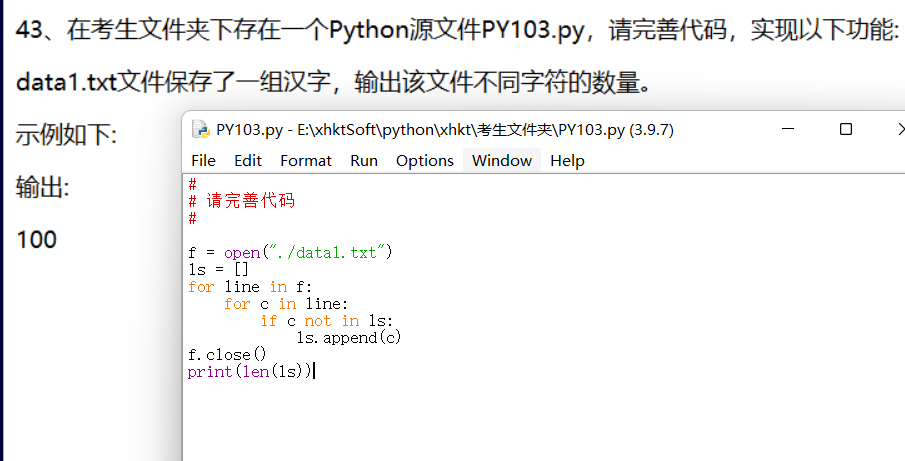 43、在考生文件夹下存在一个Python源文件PY103.py，请完善代码，实现以下功能:
data1.txt文件保存了一组汉字，输出该文件不同字符的数量。
示例如下:
输出:
100
PY103.py - E:\xhktSoft\python\xhkt\考生文件夹\PY103.py (3.9.7)
File Edit Format Run Options Window Help
#
# 请完善代码
#
f = open("./data1.txt")
ls = []
for line in f:
    for c in line:
        if c not in ls:
            ls.append(c)
f.close()
print(len(ls))